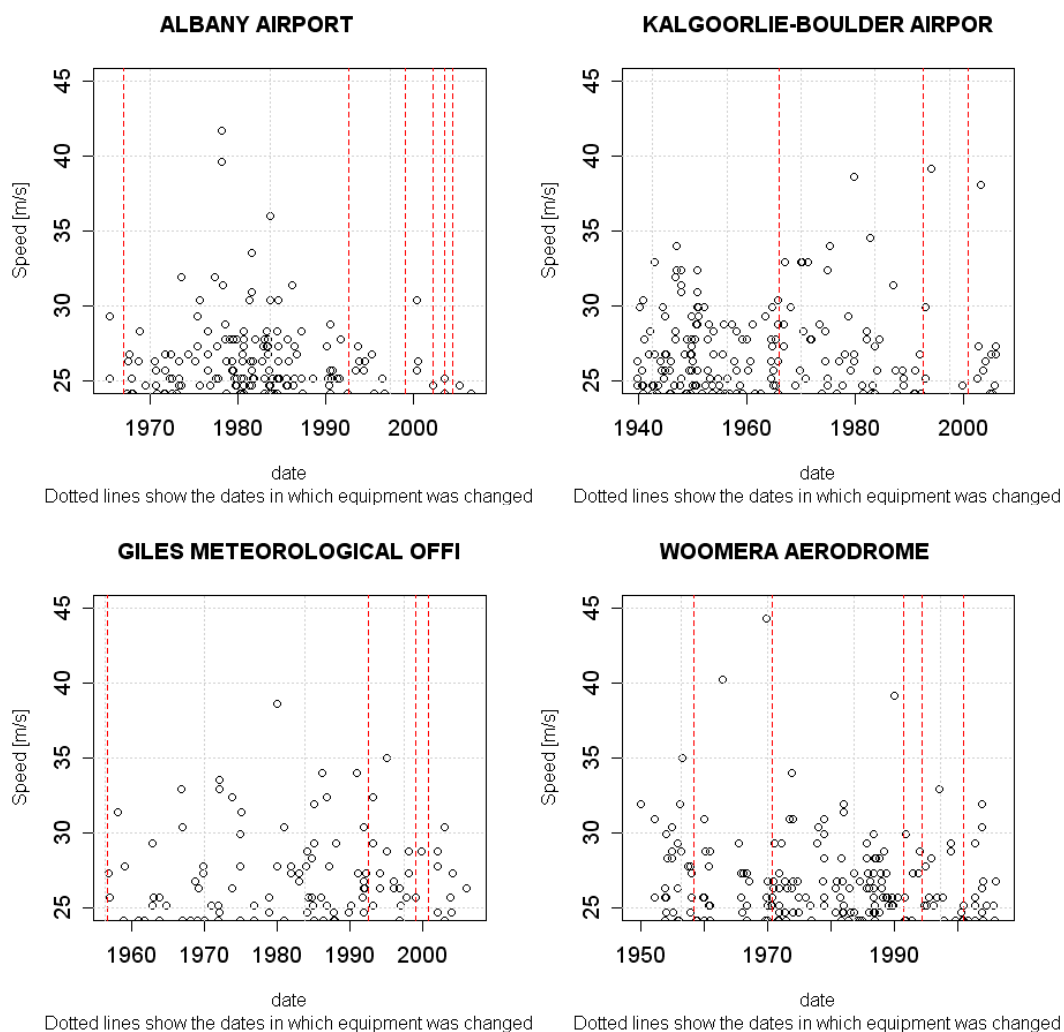 ALBANY AIRPORT
45
40
35
30
25
Speed [m/s]
1970 1980 1990 2000
date
Dotted lines show the dates in which equipment was changed
KALGOORLIE-BOULDER AIRPOR
45
40
35
30
25
Speed [m/s]
1940 1960 1980 2000
date
Dotted lines show the dates in which equipment was changed
GILES METEOROLOGICAL OFFI
45
40
35
30
25
Speed [m/s]
1960 1970 1980 1990 2000
date
Dotted lines show the dates in which equipment was changed
WOOMERA AERODROME
45
40
35
30
25
Speed [m/s]
1950 1970 1990
date
Dotted lines show the dates in which equipment was changed